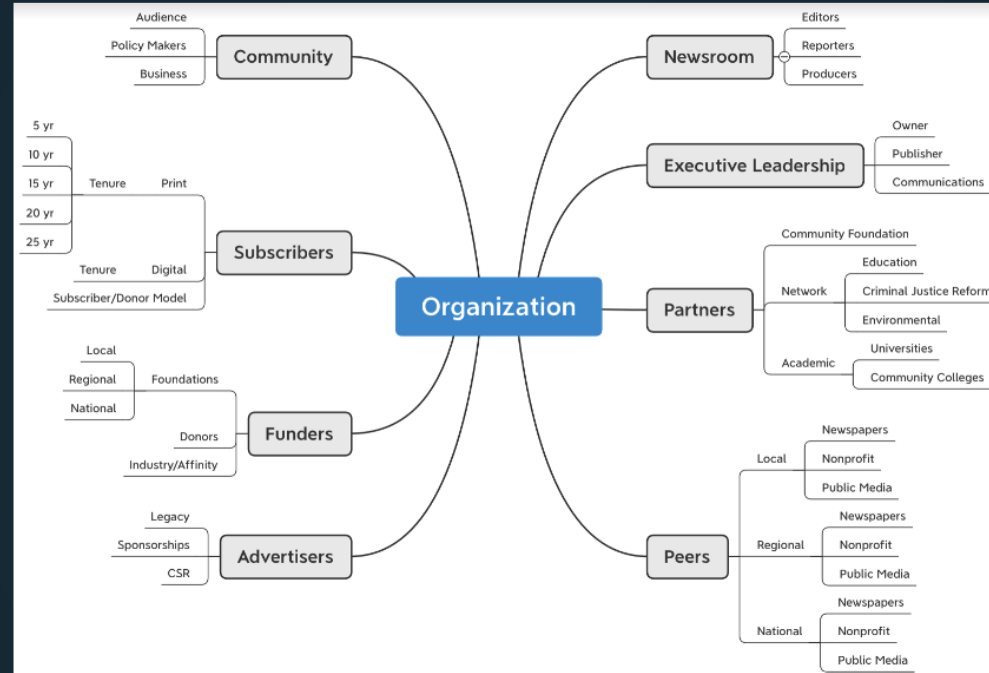 Audience
Policy Makers
Business
Community
5 yr
10 yr
15 yr
20 yr
25 yr
Tenure
Print
Tenure
Digital
Subscriber/Donor Model
Subscribers
Local
Regional
National
Foundations
Donors
Industry/Affinity
Funders
Legacy
Sponsorships
CSR
Advertisers
Organization
Newsroom
Editors
Reporters
Producers
Executive Leadership
Owner
Publisher
Communications
Partners
Community Foundation
Network
Education
Criminal Justice Reform
Environmental
Academic
Universities
Community Colleges
Peers
Local
Newspapers
Nonprofit
Public Media
Regional
Newspapers
Nonprofit
Public Media
National
Newspapers
Nonprofit
Public Media